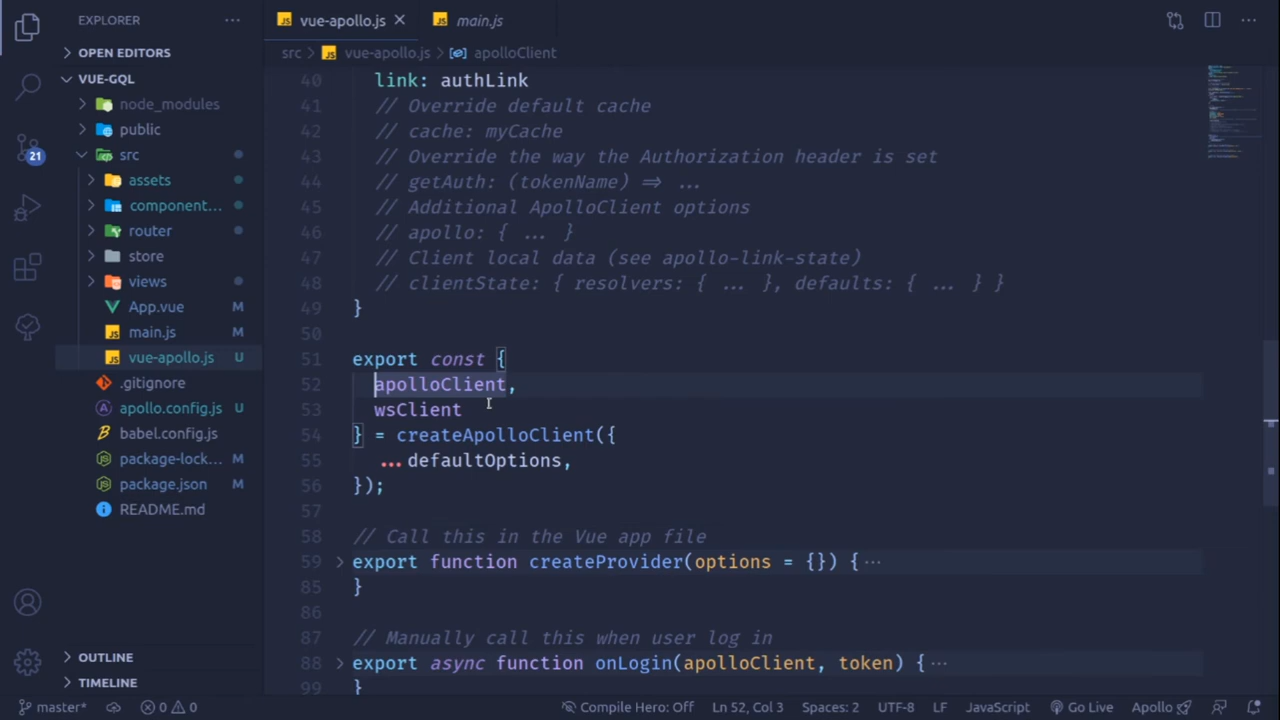 EXPLORER
OPEN EDITORS
VUE-GQL
node_modules
public
src
assets
component...
router
store
views
App.vue M
main.js M
vue-apollo.js U
.gitignore
apollo.config.js U
babel.config.js
package-lock... M
package.json M
README.md
OUTLINE
TIMELINE
21
vue-apollo.js
main.js
src > vue-apollo.js > apolloClient
40 link: authLink
41 // Override default cache
42 // cache: myCache
43 // Override the way the Authorization header is set
44 // getAuth: (tokenName) => ...
45 // Additional ApolloClient options
46 // apollo: { ... }
47 // Client local data (see apollo-link-state)
48 // clientState: { resolvers: { ... }, defaults: { ... } }
49 }
50
51 export const {
52 apolloClient,
53 wsClient
54 } = createApolloClient({
55 ...defaultOptions,
56 });
57
58 // Call this in the Vue app file
59 export function createProvider(options = {}) { ...
85 }
86
87 // Manually call this when user log in
88 export async function onLogin(apolloClient, token) { ...
99 }
master* 0 0 Compile Hero: Off Ln 52, Col 3 Spaces: 2 UTF-8 LF JavaScript Go Live Apollo